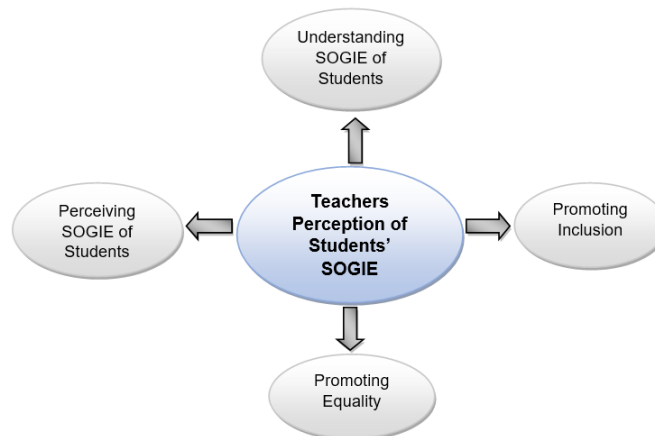 Understanding
SOGIE of
Students
Perceiving
SOGIE of
Students
Teachers
Perception of
Students’
SOGIE
Promoting
Inclusion
Promoting
Equality